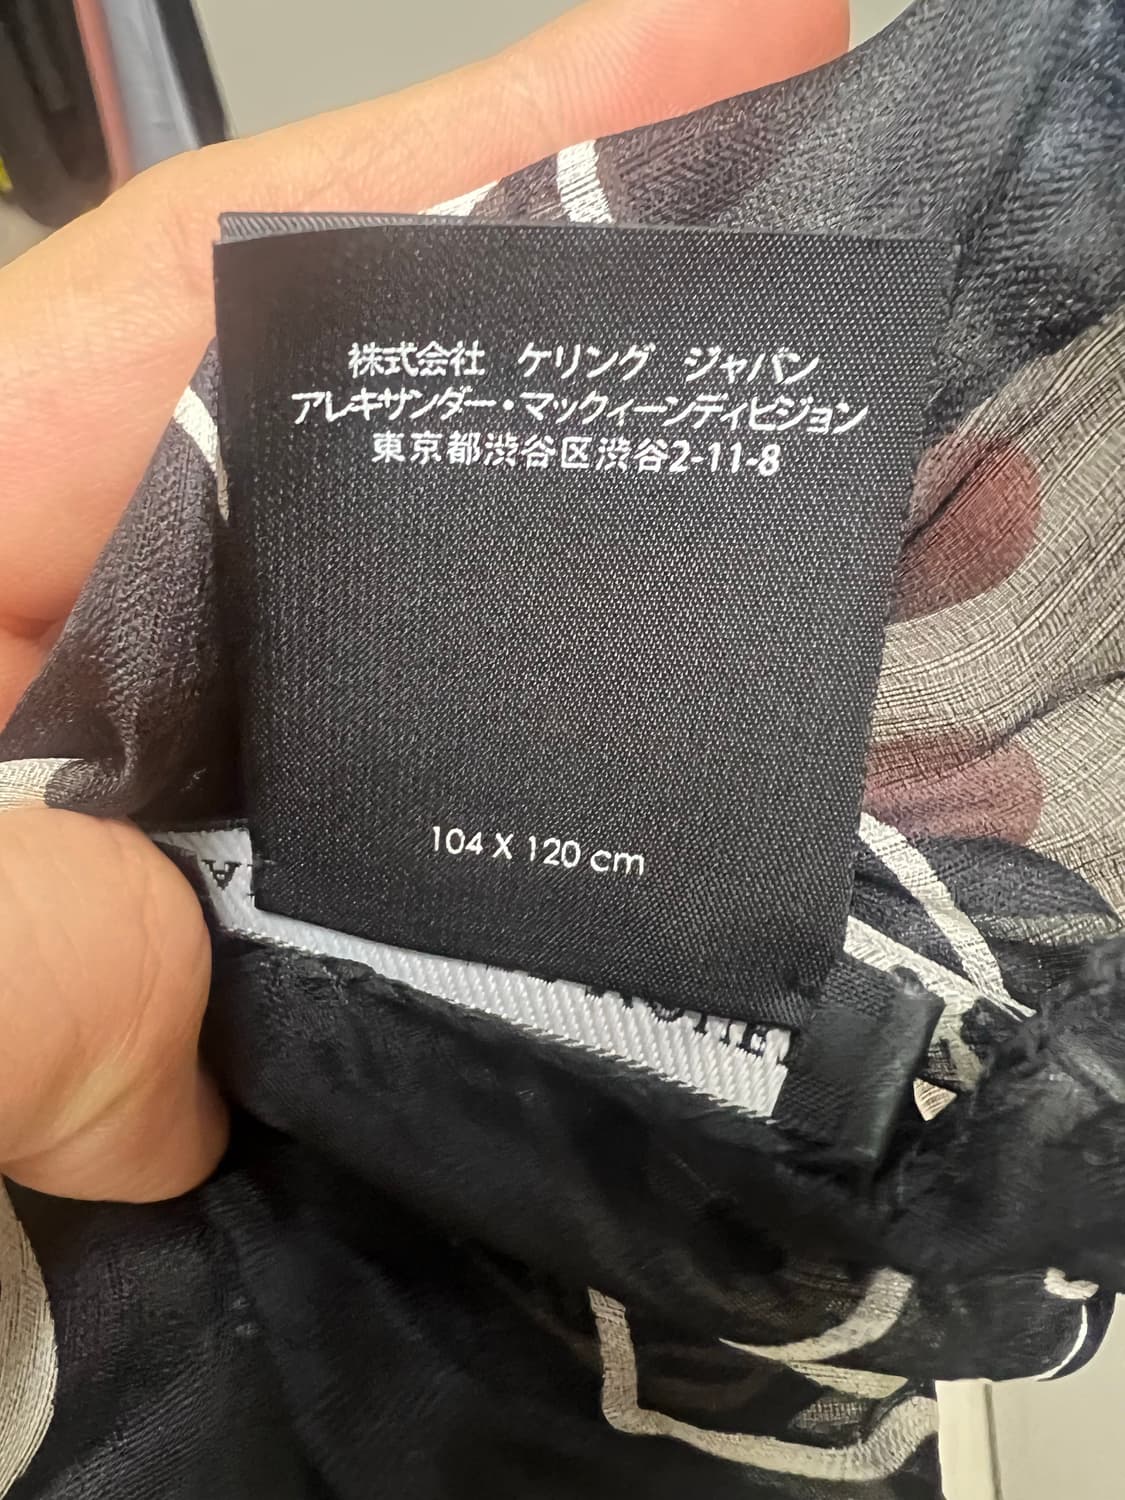 株式会社　ケリング　ジャパン
アレキサンダー・マックィーンディビジョン
東京都渋谷区渋谷2-11-8
104 X 120 cm